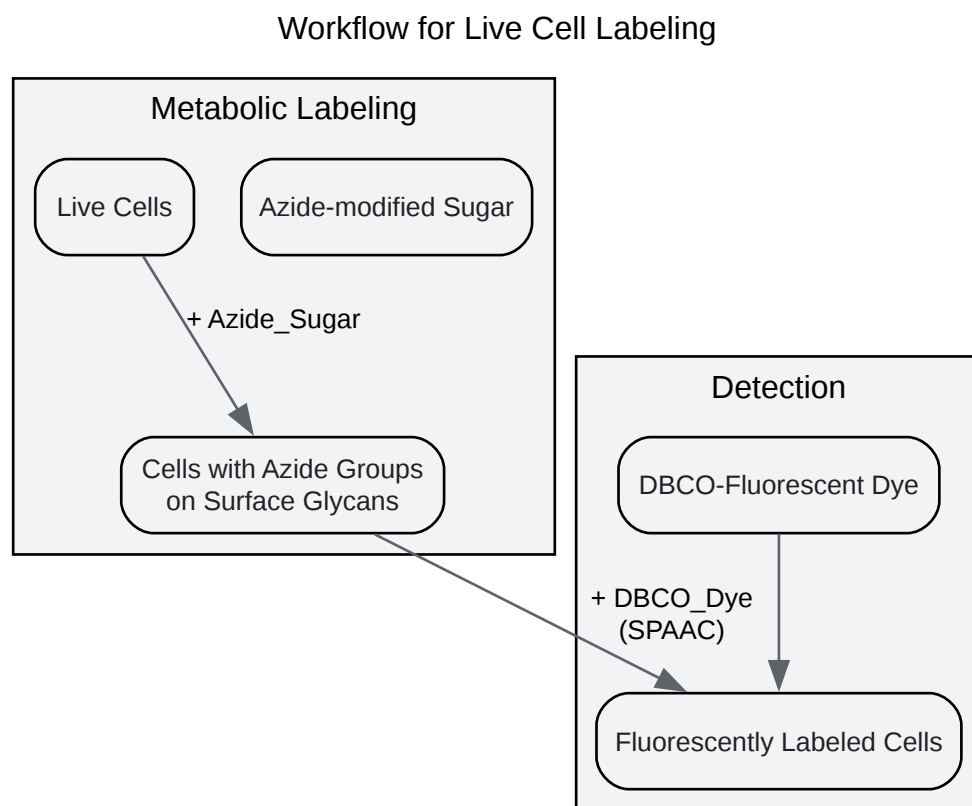 Workflow for Live Cell Labeling
Metabolic Labeling
Live Cells
Azide-modified Sugar
+ Azide_Sugar
Cells with Azide Groups
on Surface Glycans
Detection
DBCO-Fluorescent Dye
+ DBCO_Dye
(SPAAC)
Fluorescently Labeled Cells